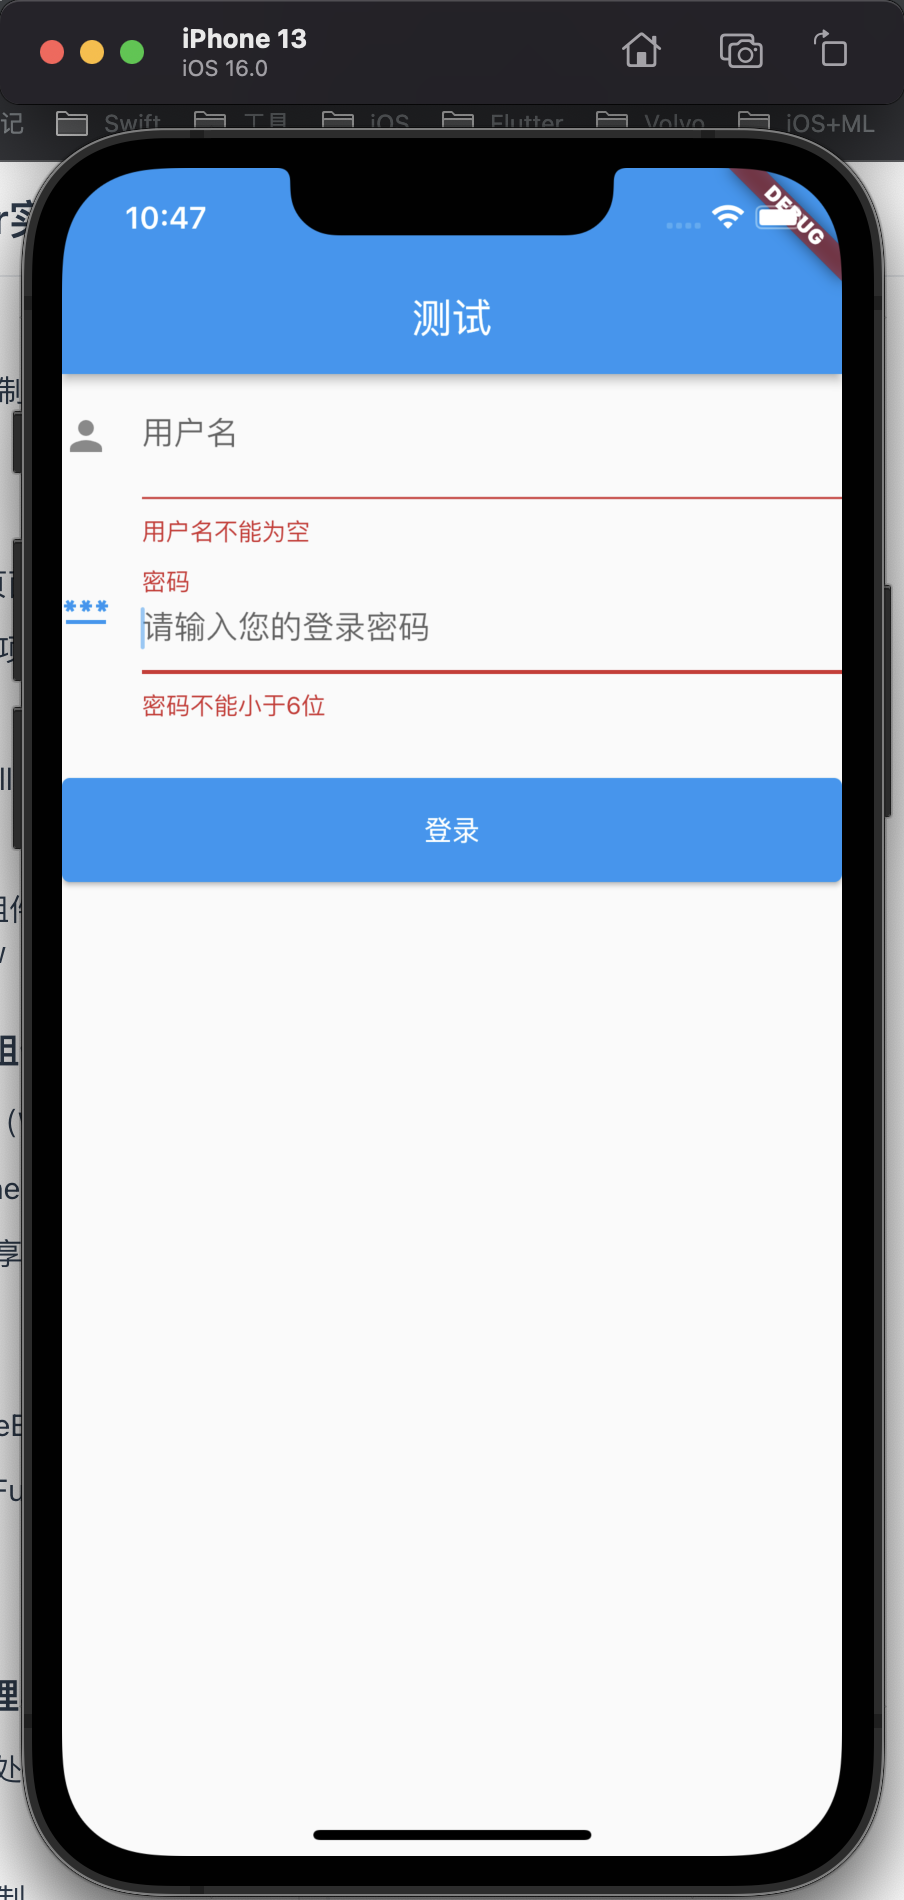 iPhone 13
iOS 16.0
记 Swift 工具 iOS Flutter Volvo iOS+ML
10:47
DEBUG
测试
用户名
用户名不能为空
密码
***
请输入您的登录密码
密码不能小于6位
登录